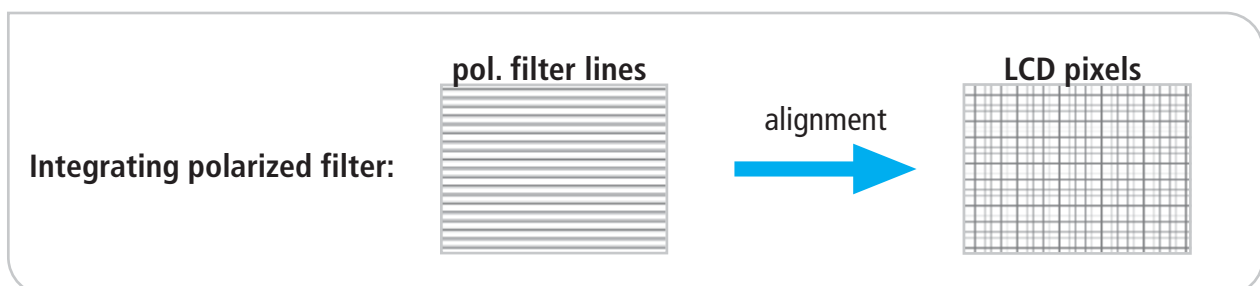 pol. filter lines
LCD pixels
alignment
Integrating polarized filter: